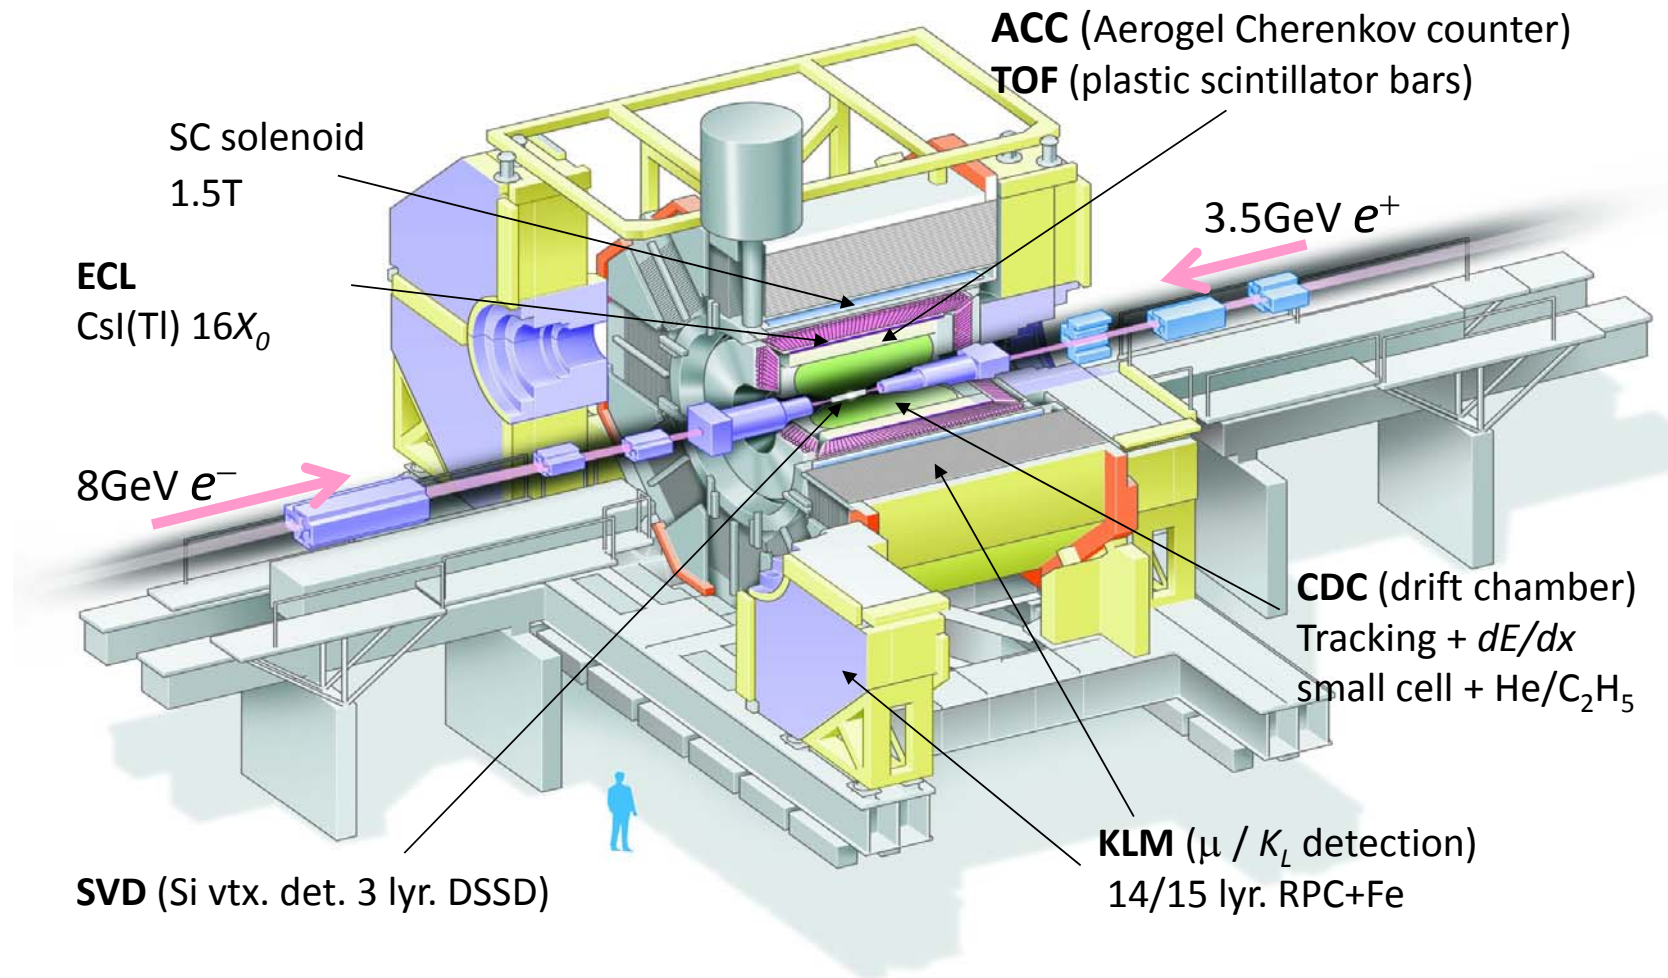 ACC (Aerogel Cherenkov counter)
TOF (plastic scintillator bars)
SC solenoid
1.5T
3.5GeV e⁺
ECL
CsI(Tl) 16X₀
8GeV e⁻
CDC (drift chamber)
Tracking + dE/dx
small cell + He/C₂H₅
KLM (μ / K_L detection)
14/15 lyr. RPC+Fe
SVD (Si vtx. det. 3 lyr. DSSD)